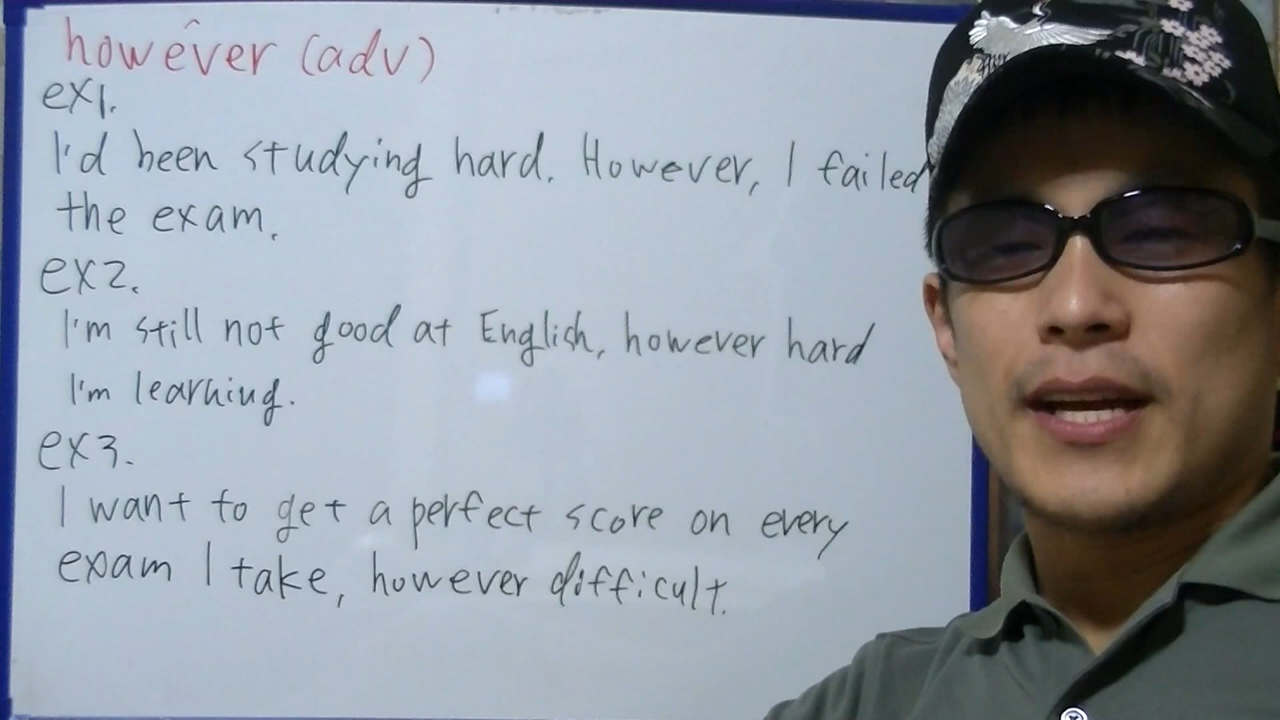 however (adv)
ex1.
I'd been studying hard. However, I failed
the exam.
ex2.
I'm still not good at English, however hard
I'm learning.
ex3.
I want to get a perfect score on every
exam I take, however difficult.